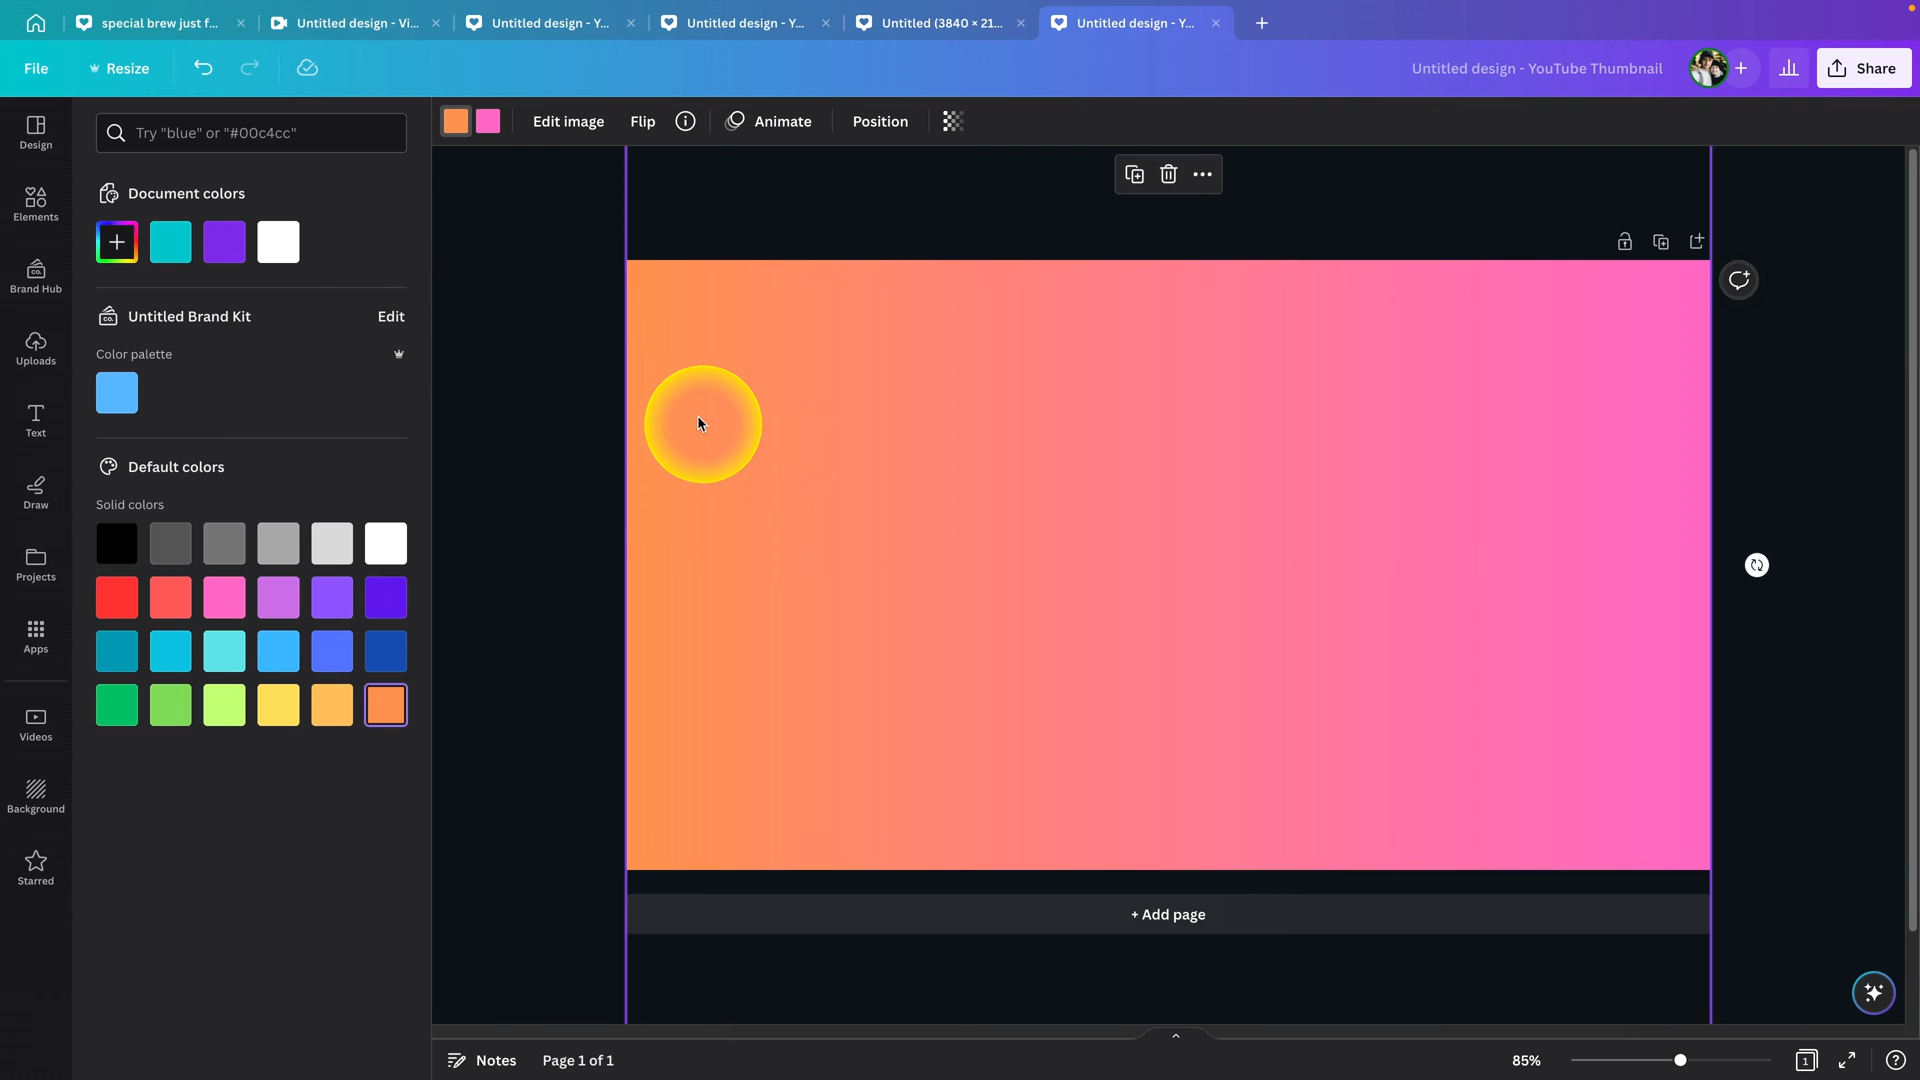 special brew just f...
Untitled design - Vi...
Untitled design - Y...
Untitled design - Y...
Untitled (3840 × 21...
Untitled design - Y...
File
Resize
Untitled design - YouTube Thumbnail
Share
Design
Elements
Brand Hub
CO.
Uploads
Text
Draw
Projects
Apps
Videos
Background
Starred
Try "blue" or "#00c4cc"
Document colors
CO.
Untitled Brand Kit
Edit
Color palette
Default colors
Solid colors
Edit image
Flip
Animate
Position
+ Add page
Notes
Page 1 of 1
85%
1